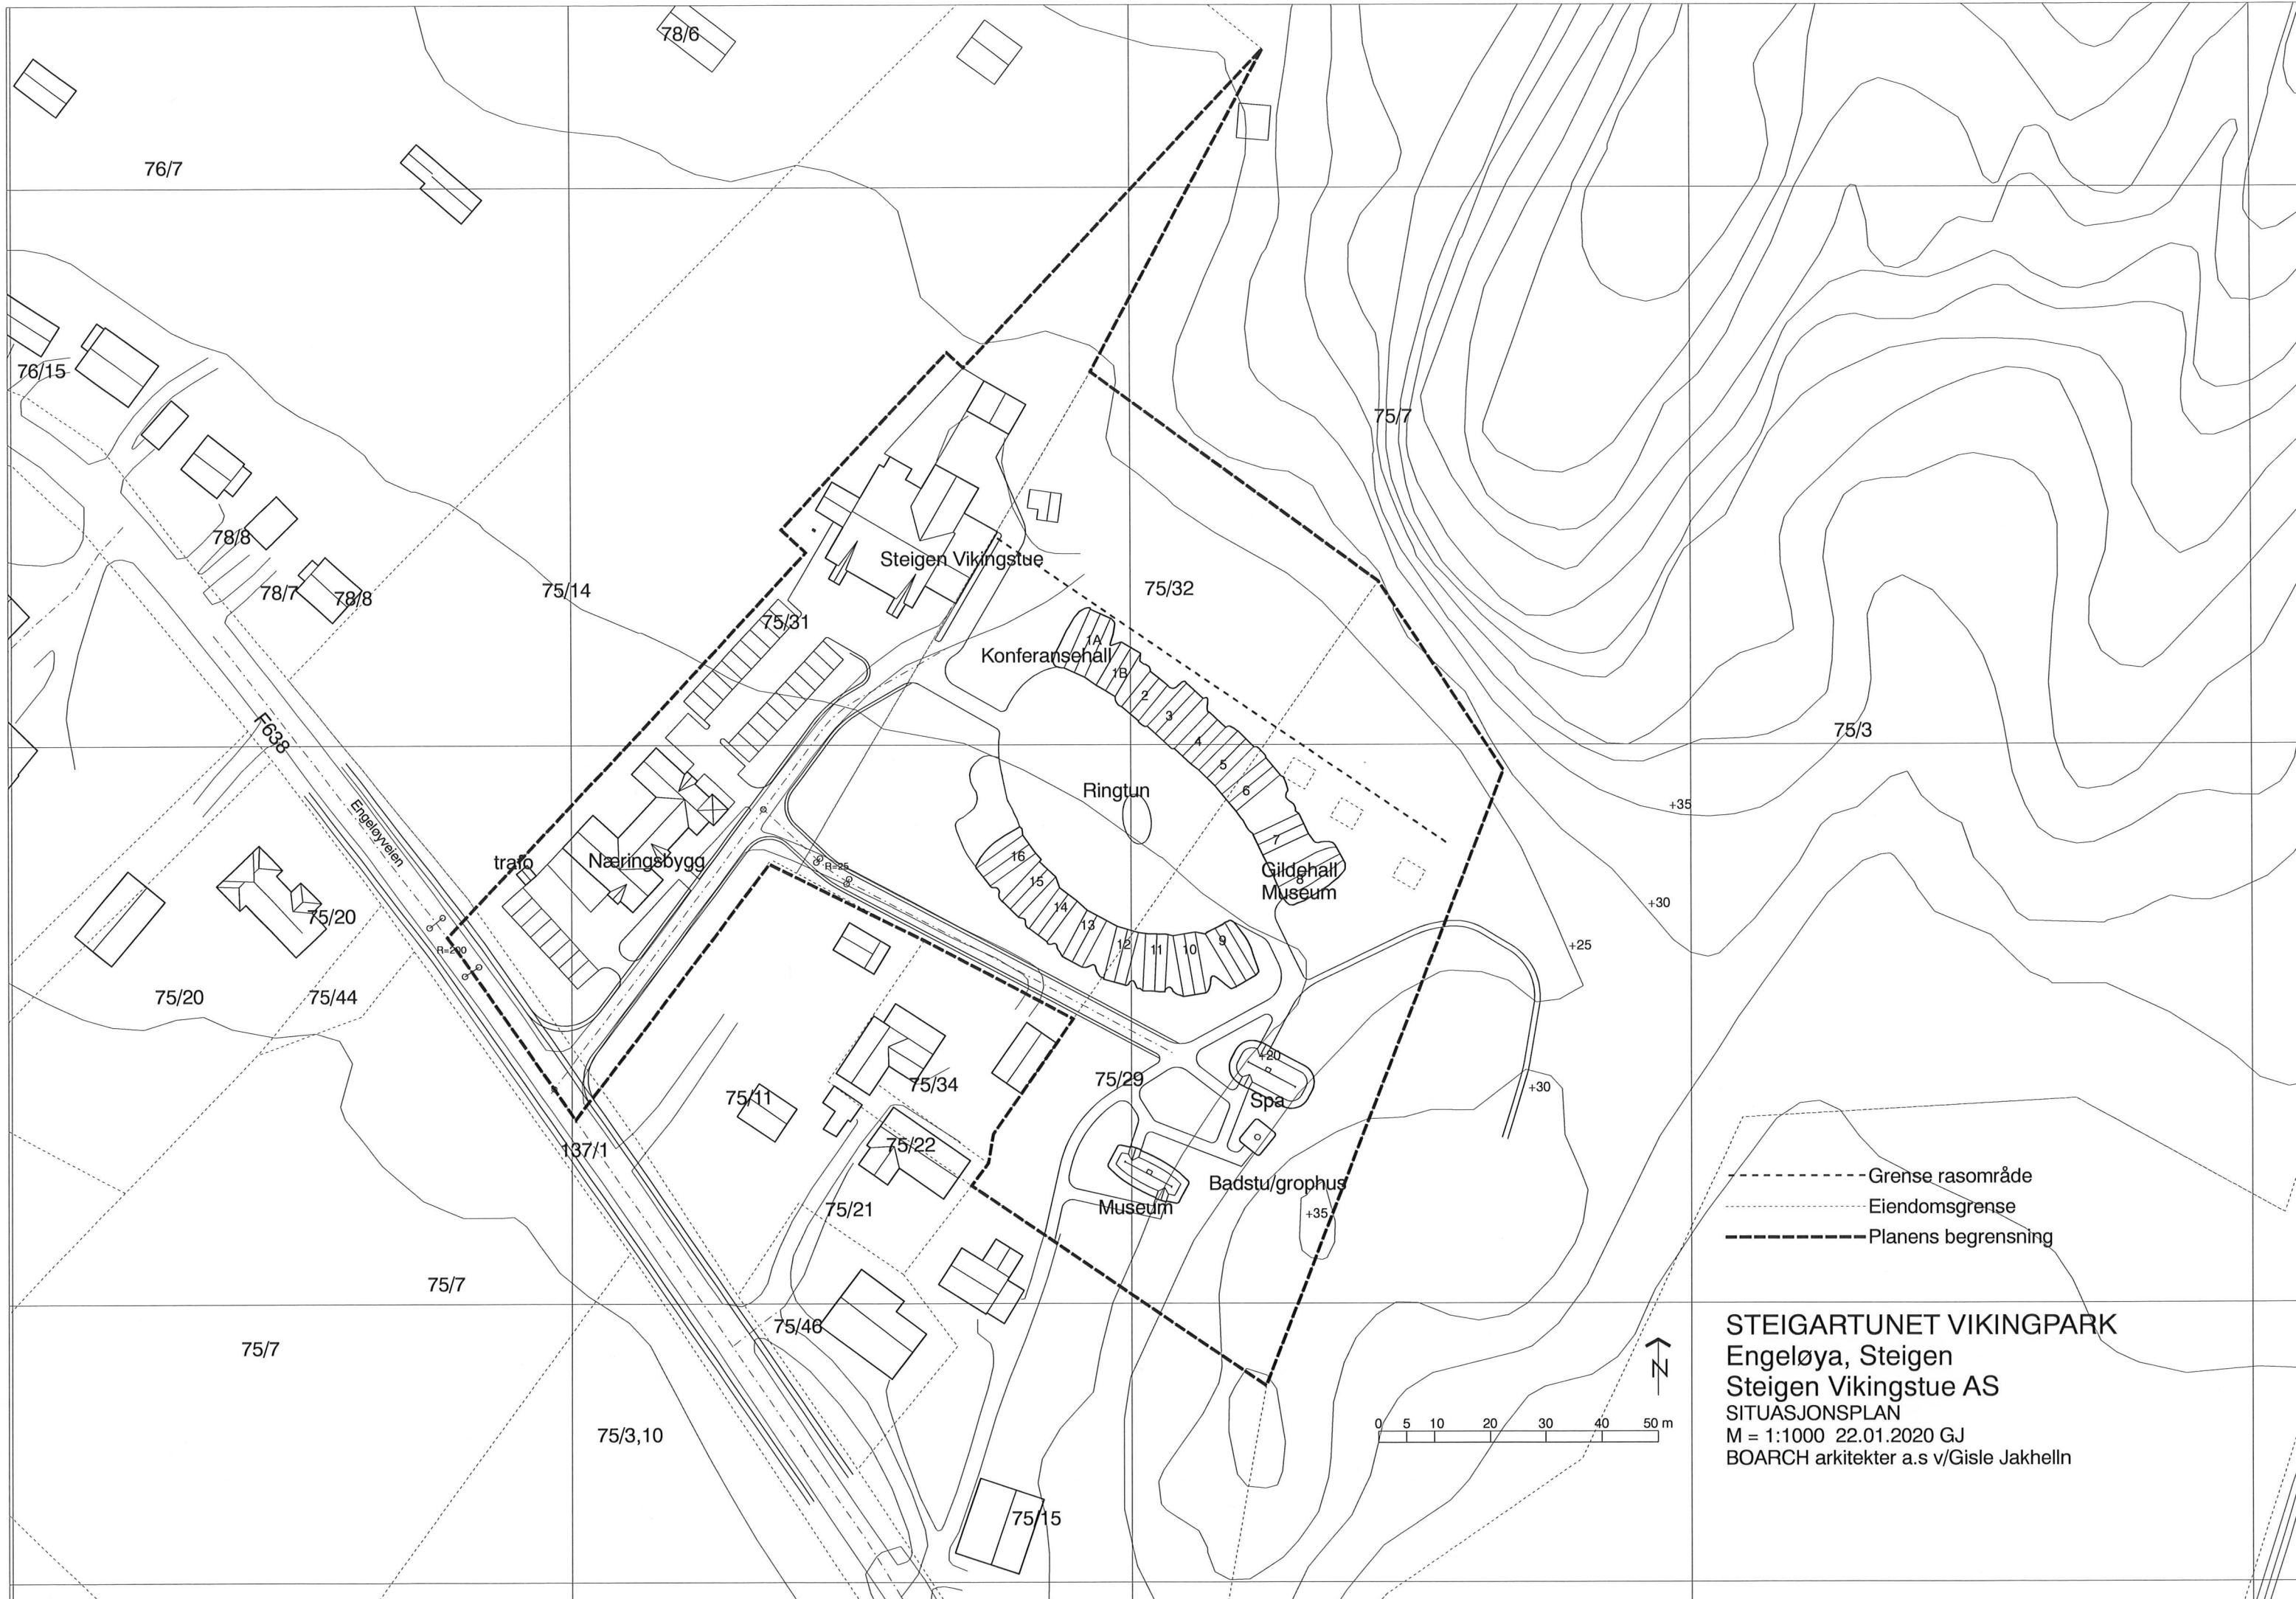 78/6
76/7
76/15
75/7
78/8
78/7
78/8
75/14
Steigen Vikingstue
75/32
75/31
1A
Konferansehall
1B
2
3
4
5
6
7
8
F638
75/3
Ringtun
+35
Engeløyveien
trafo
Næringsbygg
R=25
16
15
14
13
12
11
10
9
Gildehall
Museum
+30
+25
75/20
R=200
75/20
75/44
+20
75/29
+30
Spa
75/34
75/11
75/22
137/1
Badstu/grophus
Museum
+35
75/21
Grense rasområde
Eiendomsgrense
Planens begrensning
75/7
75/46
75/7
75/3,10
75/15
N
0 5 10 20 30 40 50 m
STEIGARTUNET VIKINGPARK
Engeløya, Steigen
Steigen Vikingstue AS
SITUASJONSPLAN
M = 1:1000 22.01.2020 GJ
BOARCH arkitekter a.s v/Gisle Jakhelln